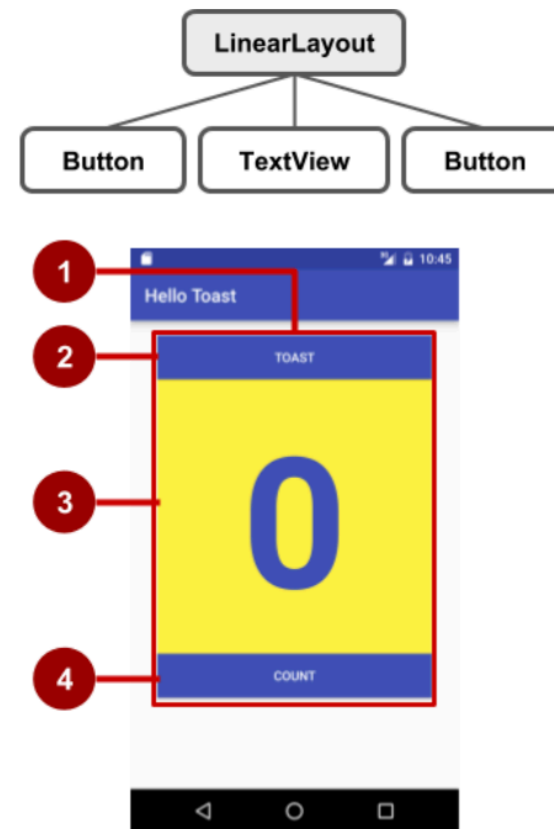 LinearLayout
Button TextView Button
10:45
1
Hello Toast
2 TOAST
3
0
4 COUNT